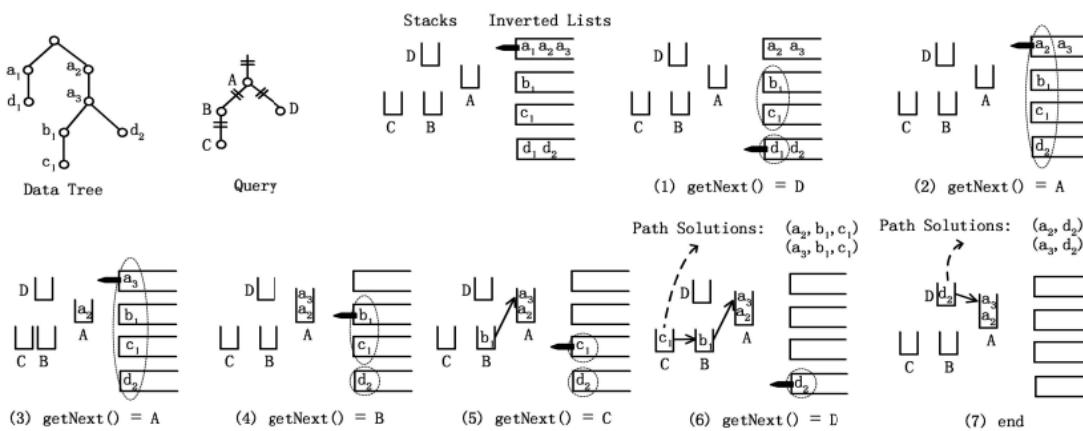 Stacks Inverted Lists
a₁ a₂ d₁ a₃ b₁ d₂ c₁
Data Tree
A B D C
Query
D A C B
a₁ a₂ a₃
b₁
c₁
d₁ d₂
D A C B
a₂ a₃
b₁
c₁
d₁ d₂
(1) getNext() = D
D A C B
a₂ a₃
b₁
c₁
d₂
(2) getNext() = A
D a₂ A C B
a₃
b₁
c₁
d₂
(3) getNext() = A
D a₃ a₂ A C B
b₁
c₁
d₂
(4) getNext() = B
D a₃ a₂ A b₁ C B
c₁
d₂
(5) getNext() = C
Path Solutions: (a₂, b₁, c₁)
(a₃, b₁, c₁)
D a₃ a₂ A c₁ b₁ C B
d₂
(6) getNext() = D
Path Solutions: (a₂, d₂)
(a₃, d₂)
D d₂ a₃ a₂ A C B
(7) end